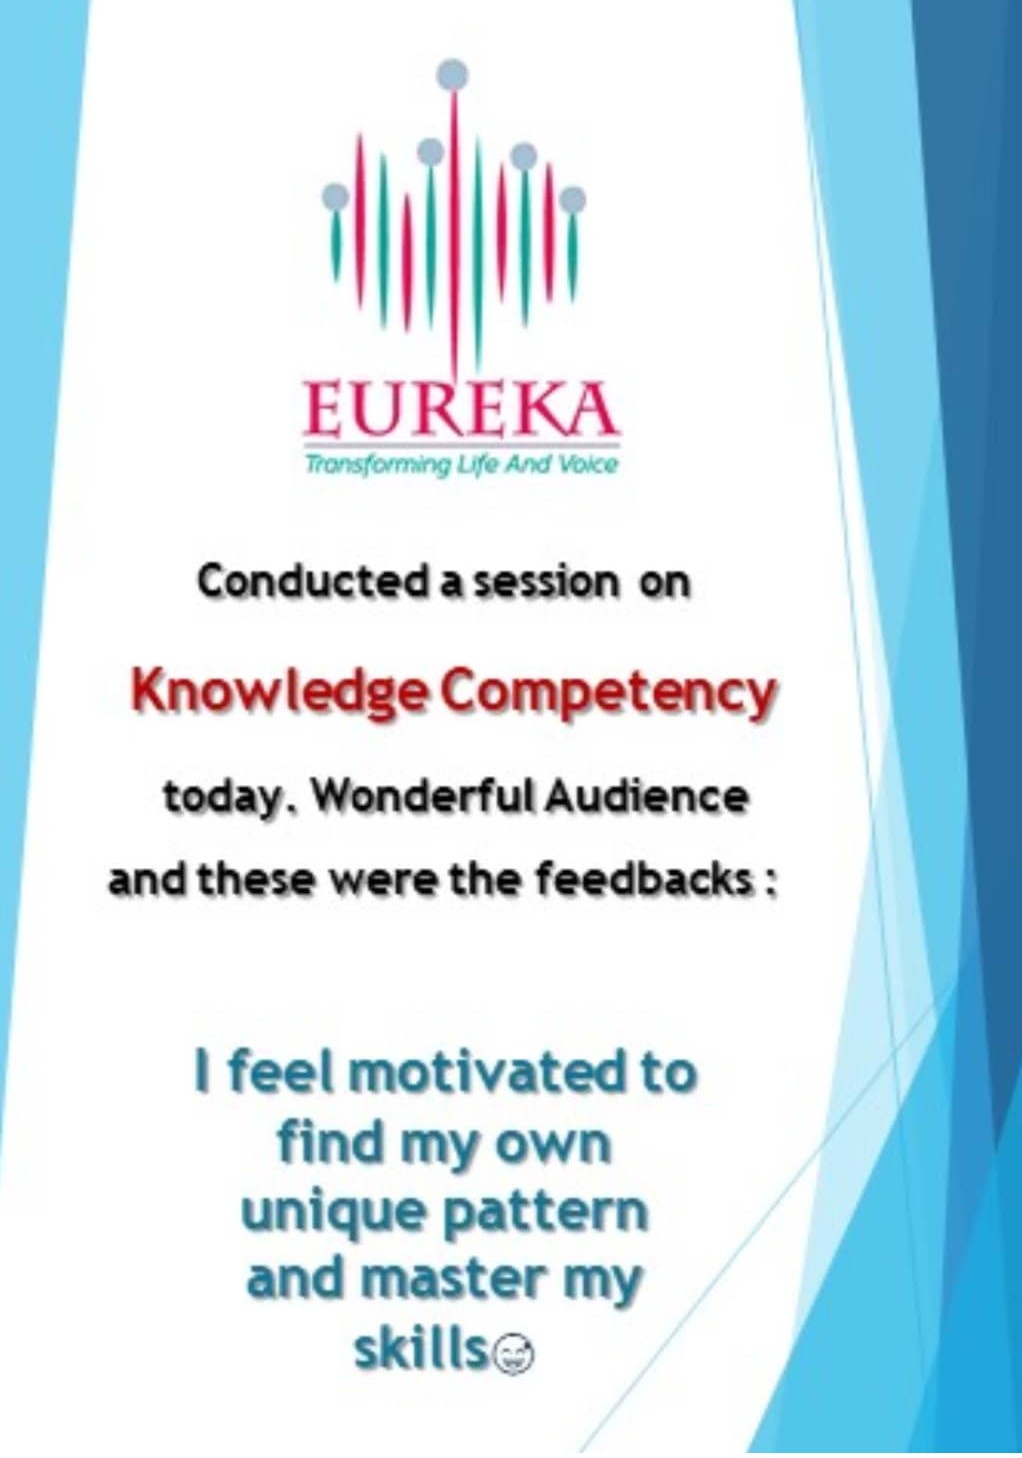 EUREKA
Transforming Life And Voice
Conducted a session on
Knowledge Competency
today. Wonderful Audience
and these were the feedbacks :
I feel motivated to
find my own
unique pattern
and master my
skills😅